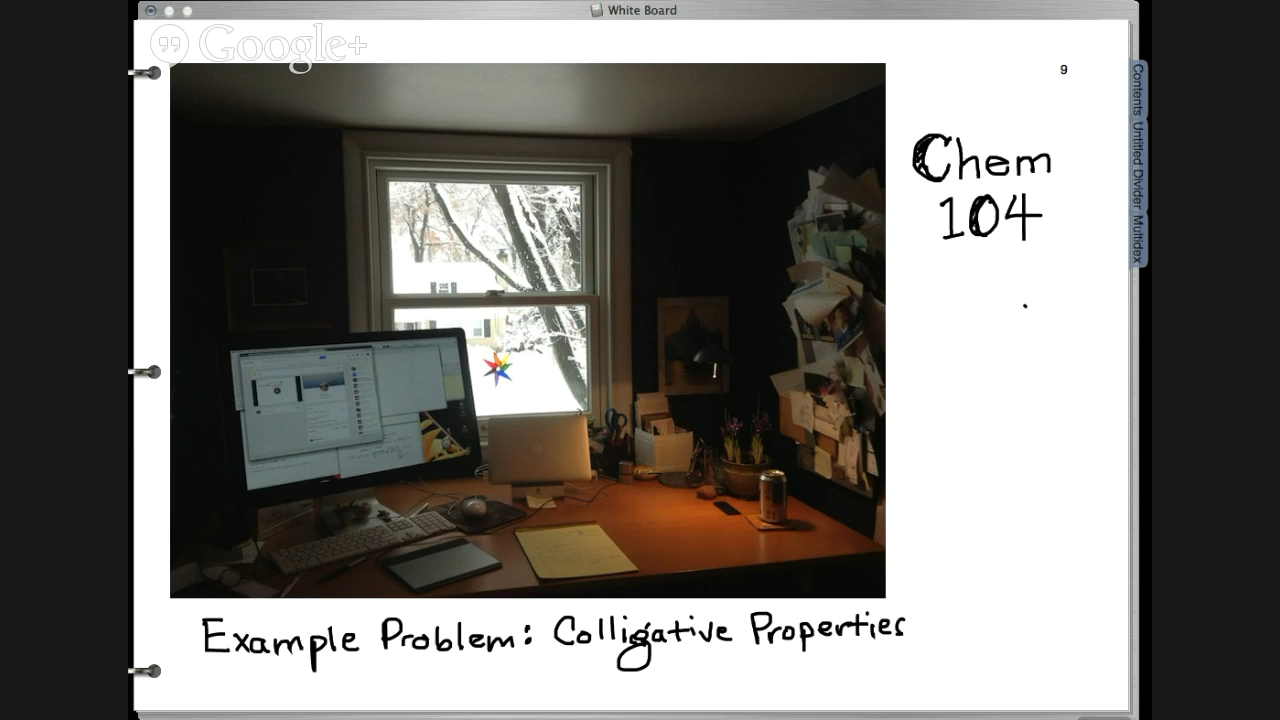 White Board
Google+
9
Contents Untitled Divider Multidex
Chem
104
Example Problem: Colligative Properties